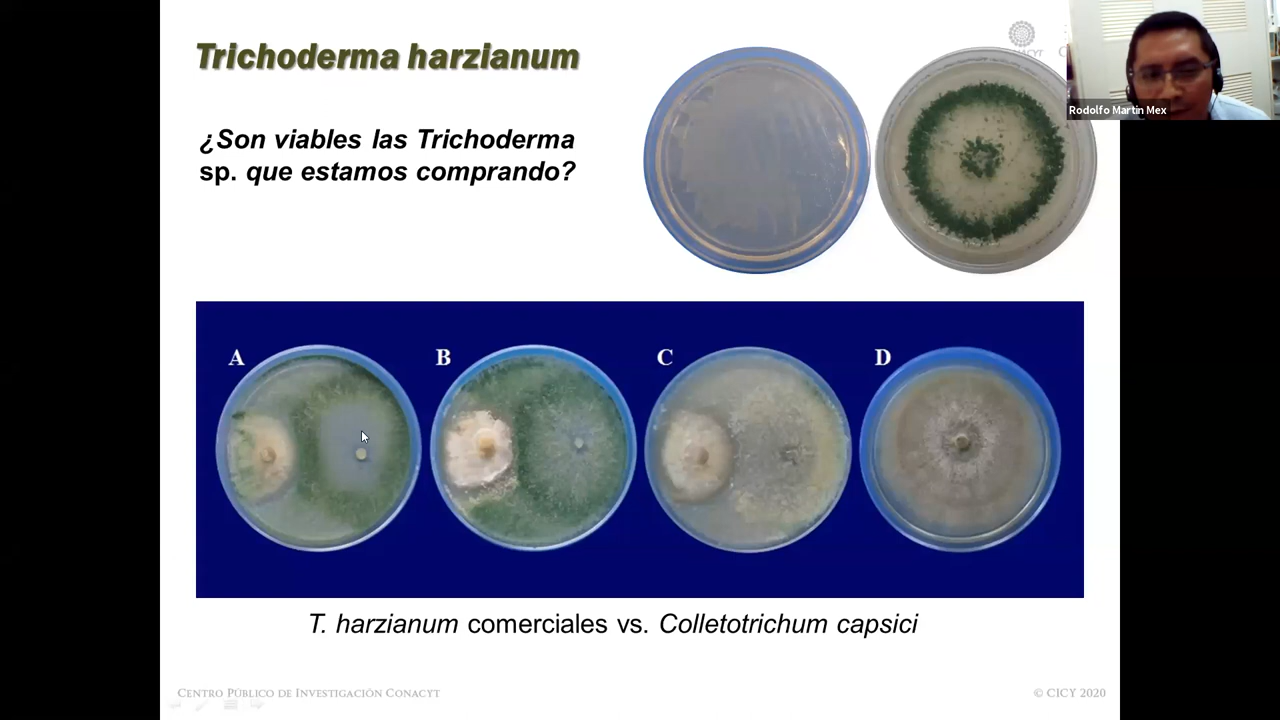 Trichoderma harzianum
¿Son viables las Trichoderma
sp. que estamos comprando?
Rodolfo Martín Mex
A
B
C
D
T. harzianum comerciales vs. Colletotrichum capsici
CENTRO PÚBLICO DE INVESTIGACIÓN CONACYT
© CICY 2020